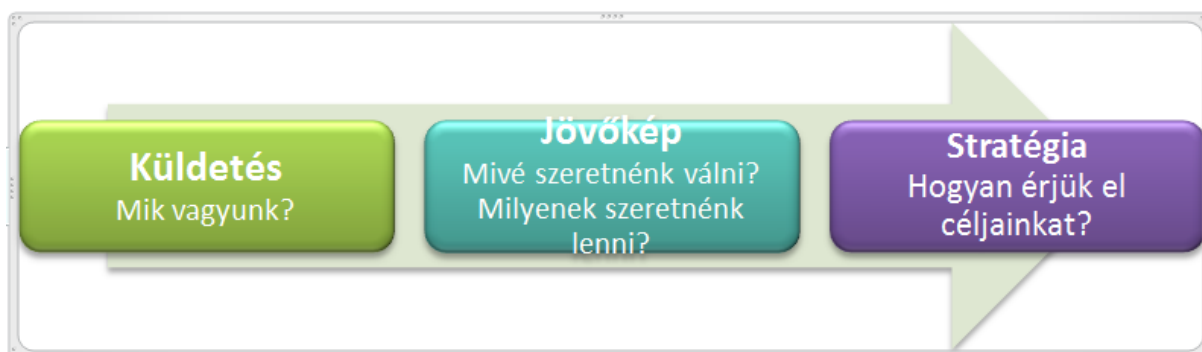 Küldetés
Mik vagyunk?
Jövőkép
Mivé szeretnénk válni?
Milyenek szeretnénk
lenni?
Stratégia
Hogyan érjük el
céljainkat?